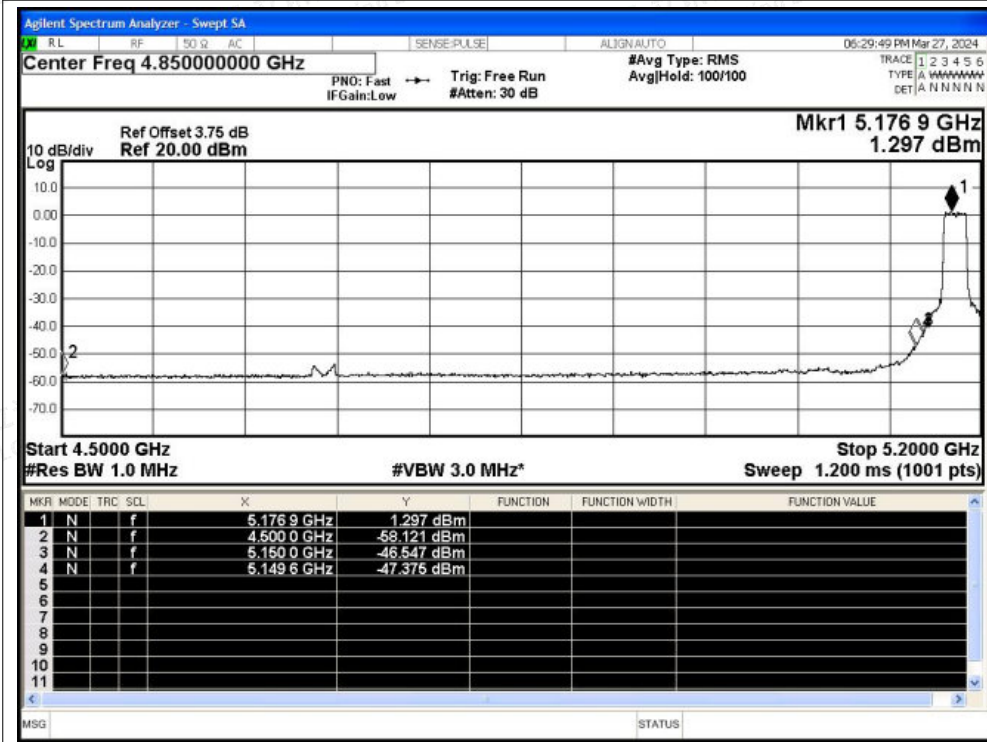 Agilent Spectrum Analyzer - Swept SA
LXI RL RF 50 Ω AC SENSE:PULSE ALIGN AUTO 06:29:49 PM Mar 27, 2024
Center Freq 4.850000000 GHz #Avg Type: RMS TRACE 1 2 3 4 5 6
PNO: Fast Trig: Free Run Avg|Hold: 100/100 TYPE A
IFGain:Low #Atten: 30 dB DET A N N N N N
Mkr1 5.176 9 GHz
Ref Offset 3.75 dB
10 dB/div Ref 20.00 dBm 1.297 dBm
Log
10.0
1
0.00
-10.0
-20.0
-30.0
-40.0
-50.0
2
-60.0
-70.0
Start 4.5000 GHz Stop 5.2000 GHz
#Res BW 1.0 MHz #VBW 3.0 MHz* Sweep 1.200 ms (1001 pts)
MKR MODE TRC SCL X Y FUNCTION FUNCTION WIDTH FUNCTION VALUE
1 N f 5.176 9 GHz 1.297 dBm
2 N f 4.500 0 GHz -58.121 dBm
3 N f 5.150 0 GHz -46.547 dBm
4 N f 5.149 6 GHz -47.375 dBm
5
6
7
8
9
10
11
MSG STATUS